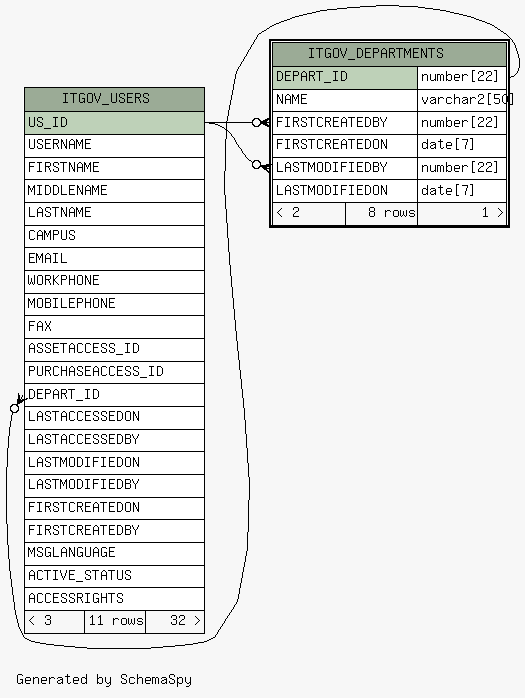 ITGOV_DEPARTMENTS
DEPART_ID number[22]
NAME varchar2[50]
FIRSTCREATEDBY number[22]
FIRSTCREATEDON date[7]
LASTMODIFIEDBY number[22]
LASTMODIFIEDON date[7]
< 2 8 rows 1 >
ITGOV_USERS
US_ID
USERNAME
FIRSTNAME
MIDDLENAME
LASTNAME
CAMPUS
EMAIL
WORKPHONE
MOBILEPHONE
FAX
ASSETACCESS_ID
PURCHASEACCESS_ID
DEPART_ID
LASTACCESSEDON
LASTACCESSEDBY
LASTMODIFIEDON
LASTMODIFIEDBY
FIRSTCREATEDON
FIRSTCREATEDBY
MSGLANGUAGE
ACTIVE_STATUS
ACCESSRIGHTS
< 3 11 rows 32 >
Generated by SchemaSpy